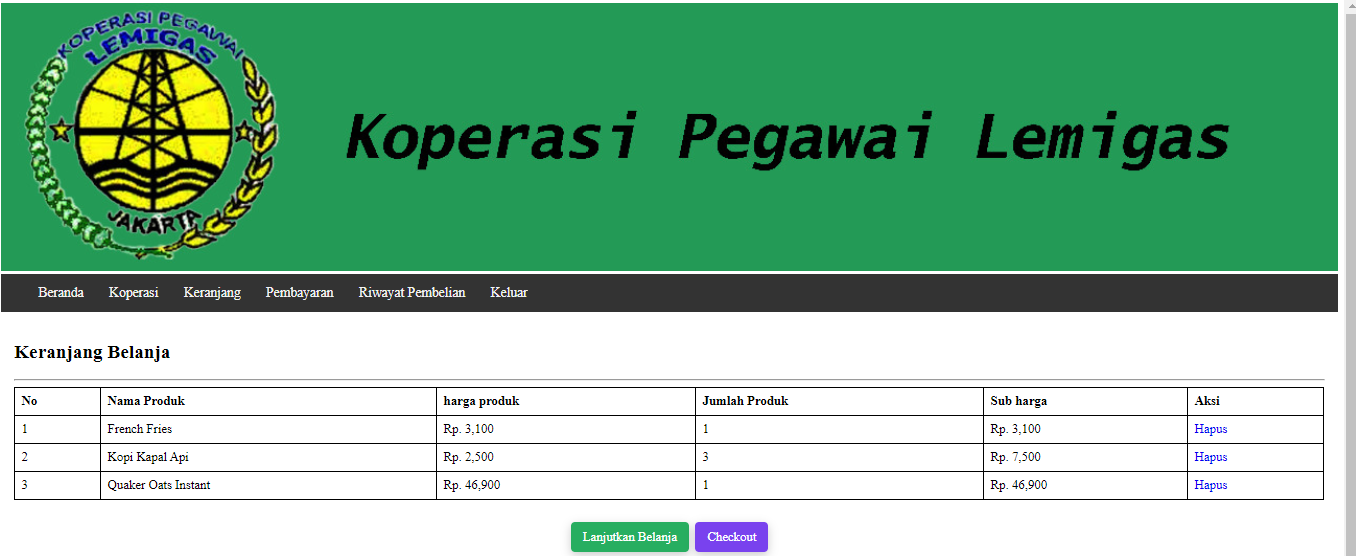 KOPERASI PEGAWAI
LEMIGAS
JAKARTA
Koperasi Pegawai Lemigas
Beranda Koperasi Keranjang Pembayaran Riwayat Pembelian Keluar
Keranjang Belanja
No Nama Produk harga produk Jumlah Produk Sub harga Aksi
1 French Fries Rp. 3,100 1 Rp. 3,100 Hapus
2 Kopi Kapal Api Rp. 2,500 3 Rp. 7,500 Hapus
3 Quaker Oats Instant Rp. 46,900 1 Rp. 46,900 Hapus
Lanjutkan Belanja Checkout